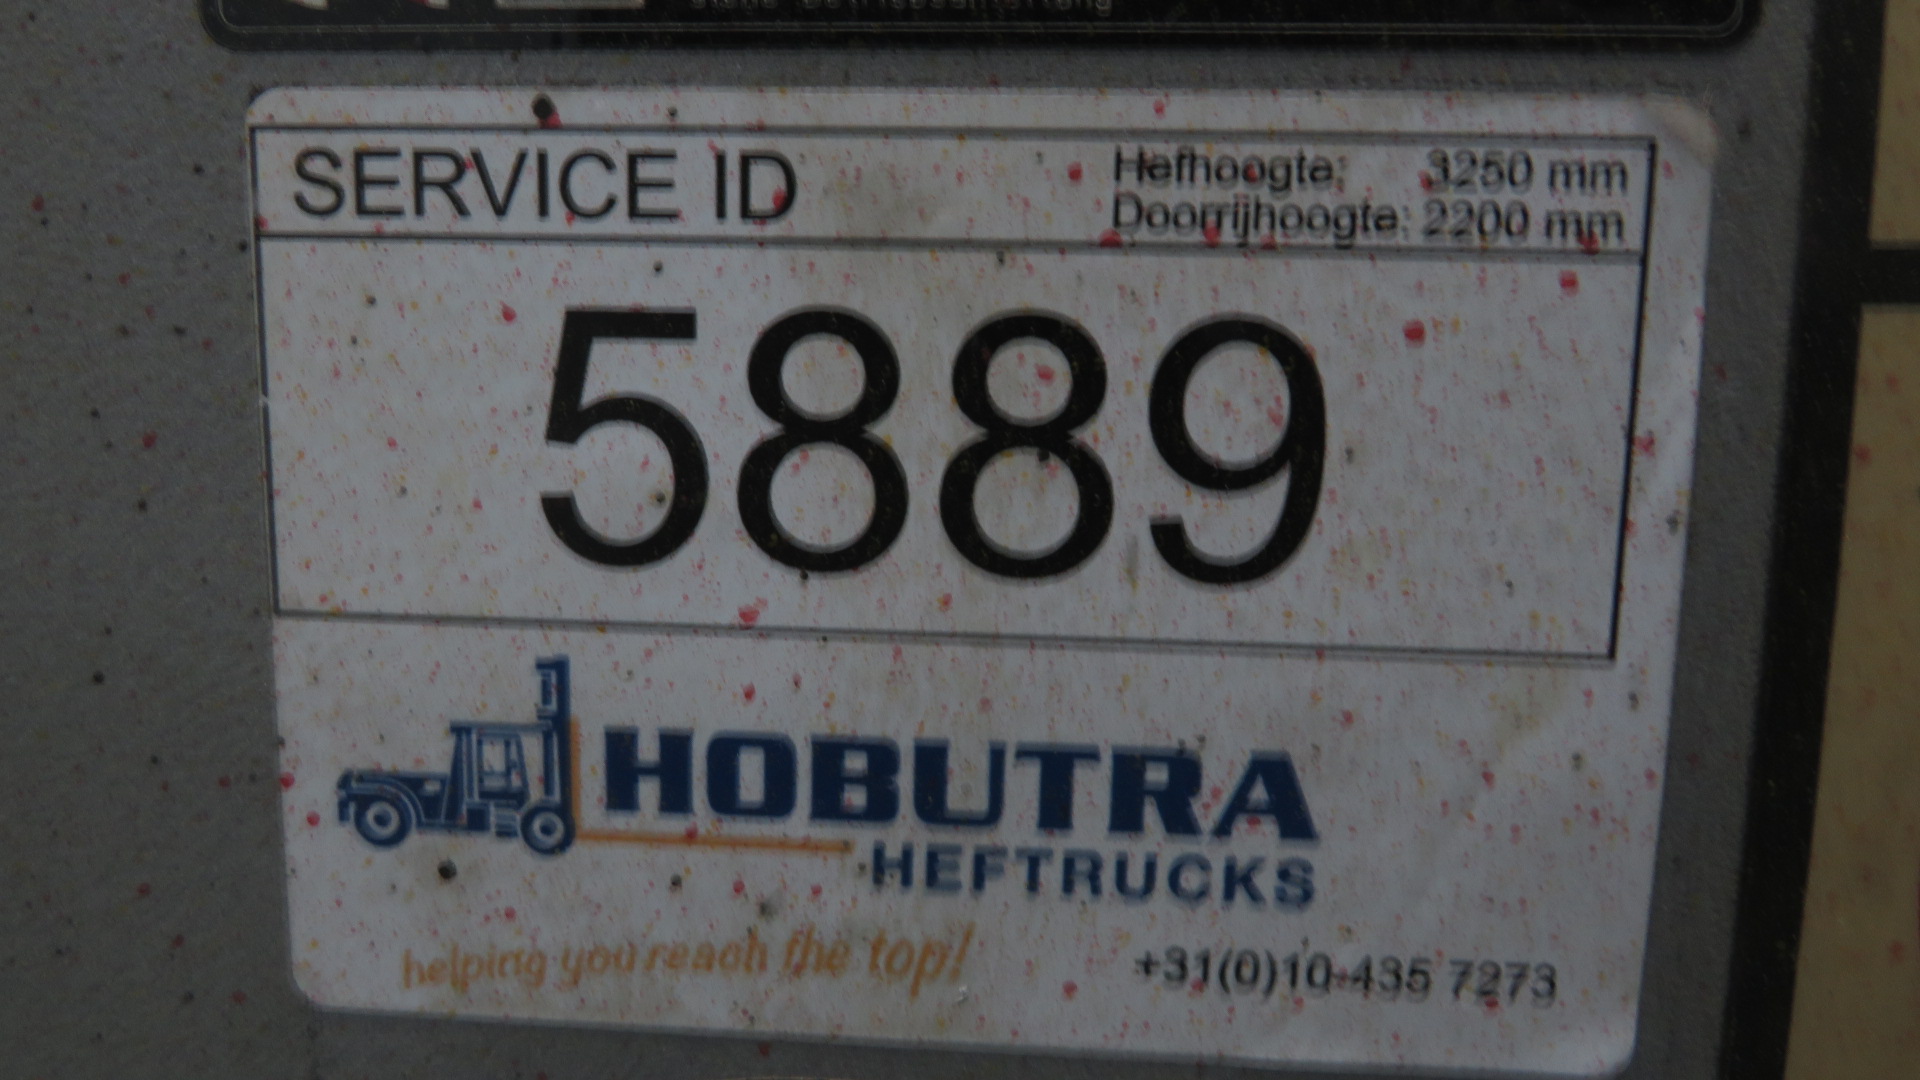 SERVICE ID
Hefhoogte: 3250 mm
Doorrijhoogte: 2200 mm
5889
HOBUTRA
HEFTRUCKS
helping you reach the top!
+31(0)10-435 7273